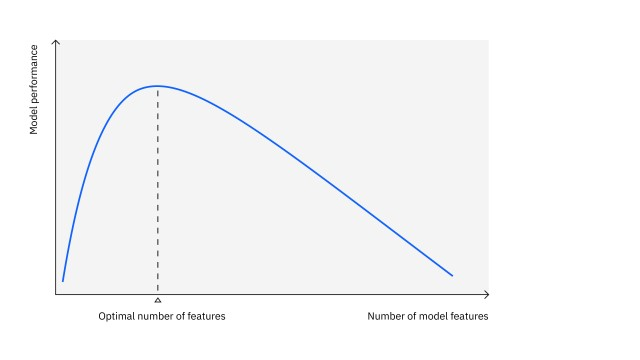 Model performance
Optimal number of features
Number of model features